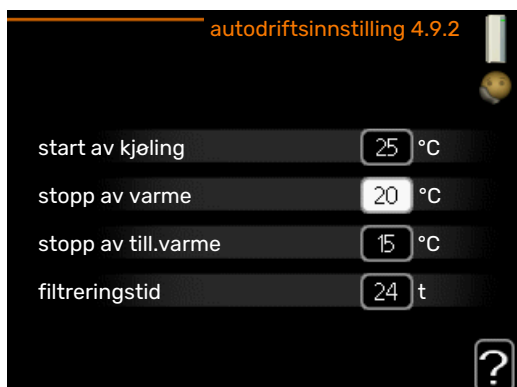 autodriftsinnstilling 4.9.2
start av kjøling 25 °C
stopp av varme 20 °C
stopp av till.varme 15 °C
filtreringstid 24 t
?